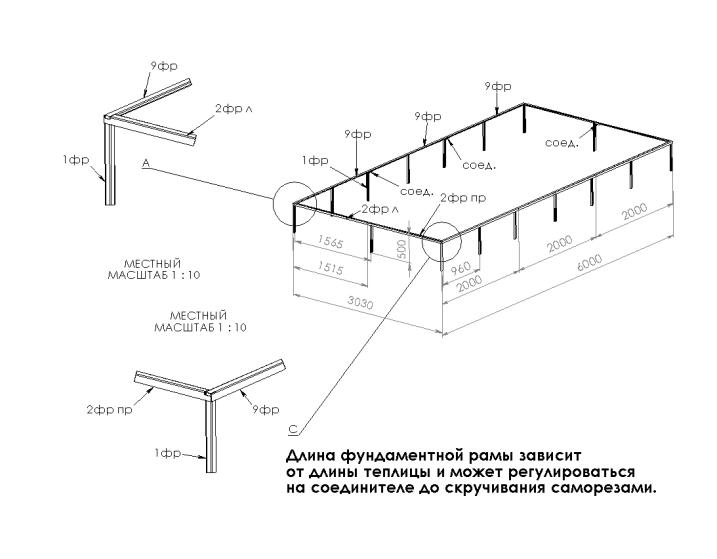 9фр
2фр л
1фр
А
МЕСТНЫЙ
МАСШТАБ 1 : 10
9фр
9фр
9фр
1фр
соед.
соед.
соед.
2фр л
2фр пр
1565
1515
3030
500
960
2000
2000
2000
6000
МЕСТНЫЙ
МАСШТАБ 1 : 10
2фр пр
9фр
1фр
С
Длина фундаментной рамы зависит
от длины теплицы и может регулироваться
на соединителе до скручивания саморезами.